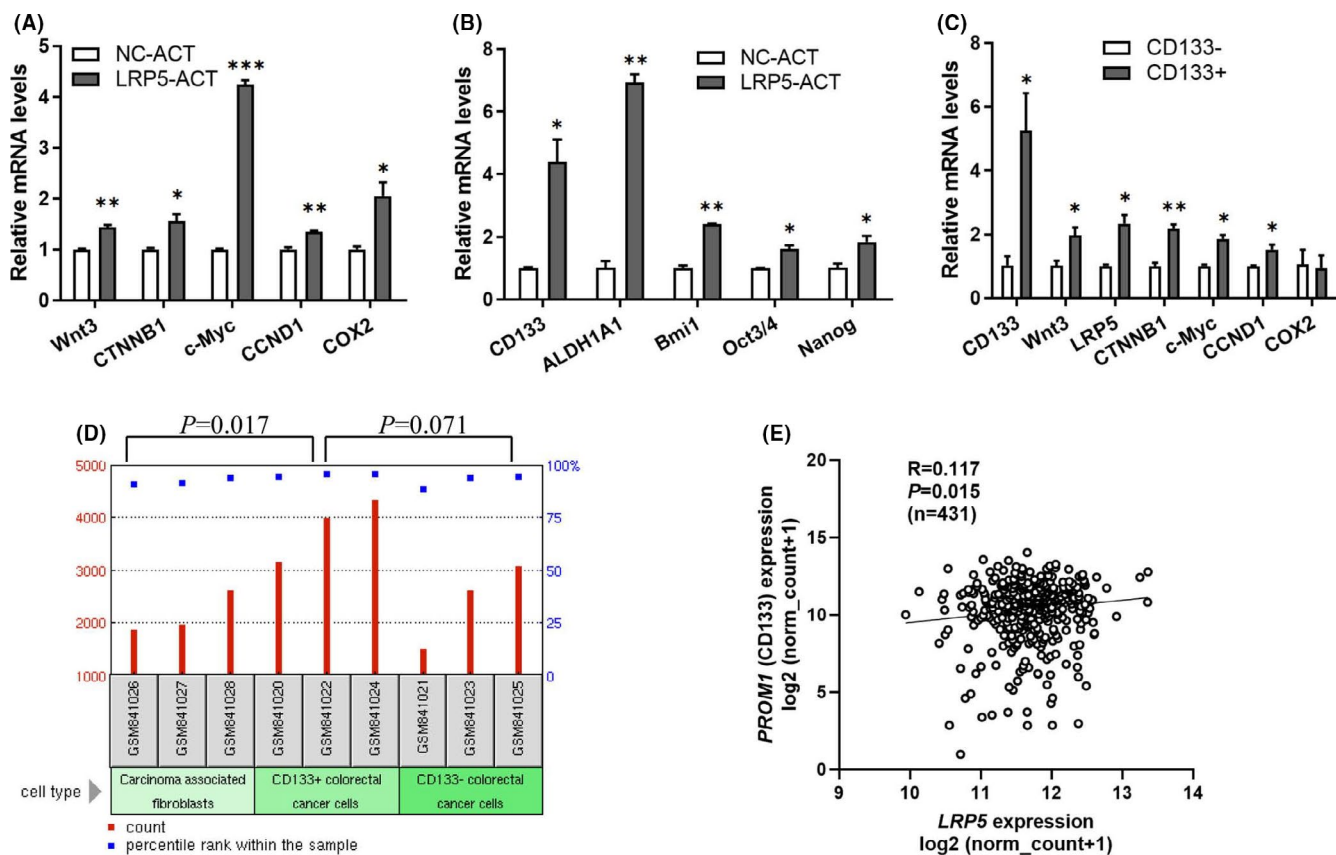 (A)
Relative mRNA levels
5
4
3
2
1
0
NC-ACT
LRP5-ACT
**
*
***
**
*
Wnt3
CTNNB1
c-Myc
CCND1
COX2
(B)
Relative mRNA levels
8
6
4
2
0
NC-ACT
LRP5-ACT
*
**
**
*
*
CD133
ALDH1A1
Bmi1
Oct3/4
Nanog
(C)
Relative mRNA levels
8
6
4
2
0
CD133-
CD133+
*
*
*
**
*
*
CD133
Wnt3
LRP5
CTNNB1
c-Myc
CCND1
COX2
(D)
P=0.017
P=0.071
5000
4000
3000
2000
1000
100%
75
50
25
0
GSM841026
GSM841027
GSM841028
GSM841020
GSM841022
GSM841024
GSM841021
GSM841023
GSM841025
cell type
Carcinoma associated
fibroblasts
CD133+ colorectal
cancer cells
CD133- colorectal
cancer cells
count
percentile rank within the sample
(E)
PROM1 (CD133) expression
log2 (norm_count+1)
20
15
10
5
0
R=0.117
P=0.015
(n=431)
9
10
11
12
13
14
LRP5 expression
log2 (norm_count+1)